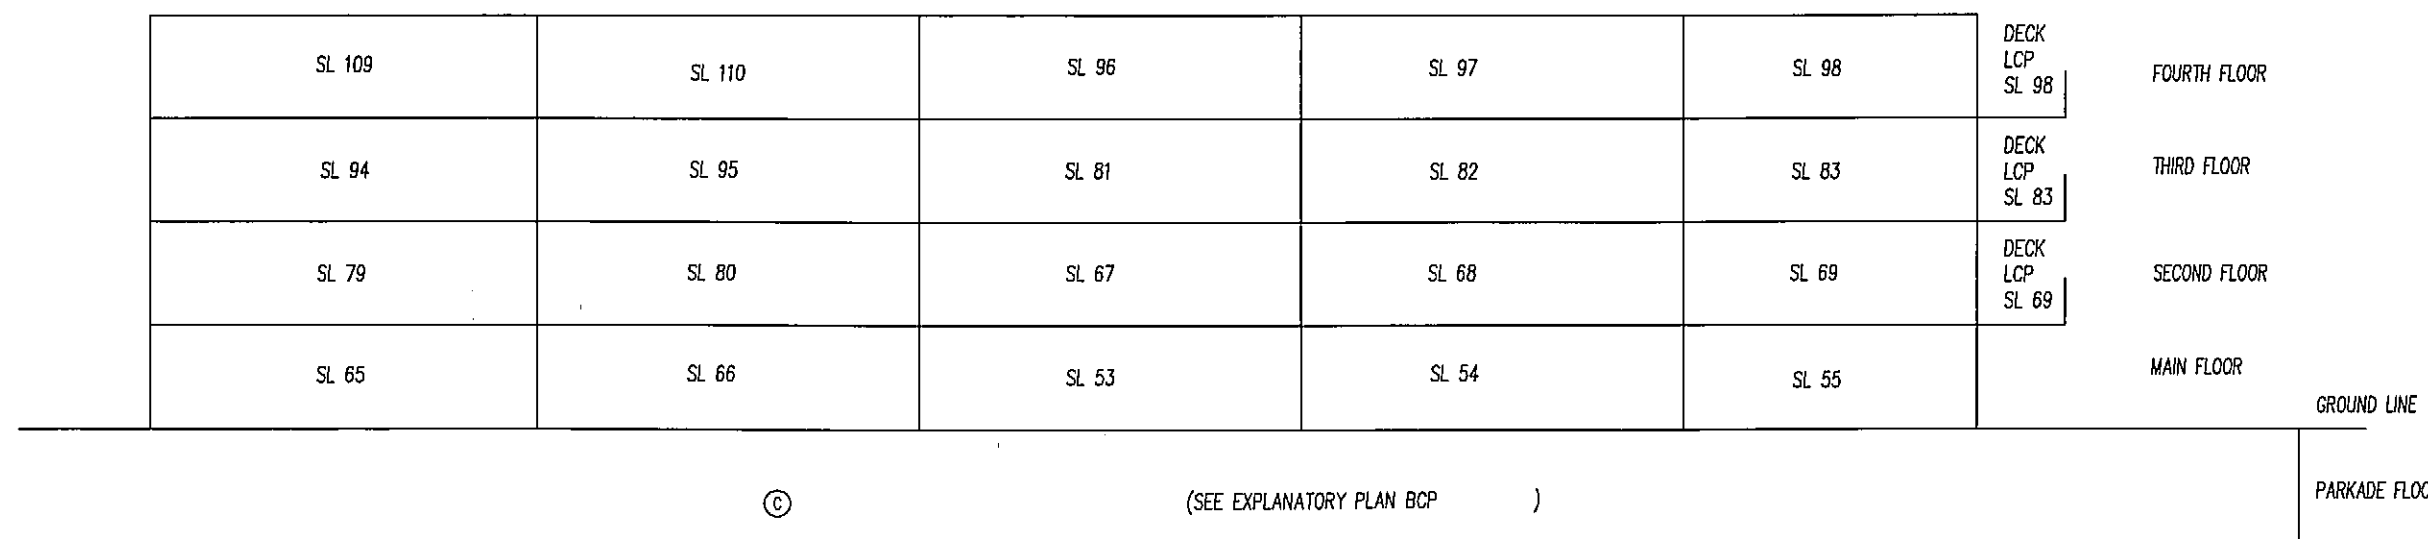 SL 109
SL 110
SL 96
SL 97
SL 98
DECK
LCP
SL 98
FOURTH FLOOR
SL 94
SL 95
SL 81
SL 82
SL 83
DECK
LCP
SL 83
THIRD FLOOR
SL 79
SL 80
SL 67
SL 68
SL 69
DECK
LCP
SL 69
SECOND FLOOR
SL 65
SL 66
SL 53
SL 54
SL 55
MAIN FLOOR
GROUND LINE
C
(SEE EXPLANATORY PLAN BCP )
PARKADE